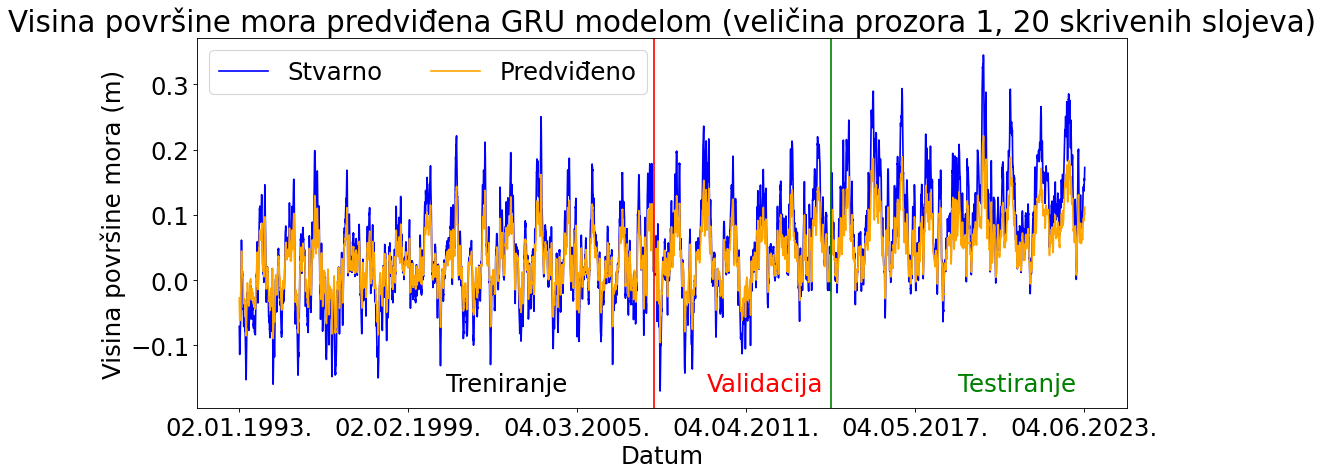 Visina površine mora predviđena GRU modelom (veličina prozora 1, 20 skrivenih slojeva)
Stvarno
Predviđeno
Visina površine mora (m)
0.3
0.2
0.1
0.0
−0.1
Treniranje
Validacija
Testiranje
02.01.1993.
02.02.1999.
04.03.2005.
04.04.2011.
04.05.2017.
04.06.2023.
Datum